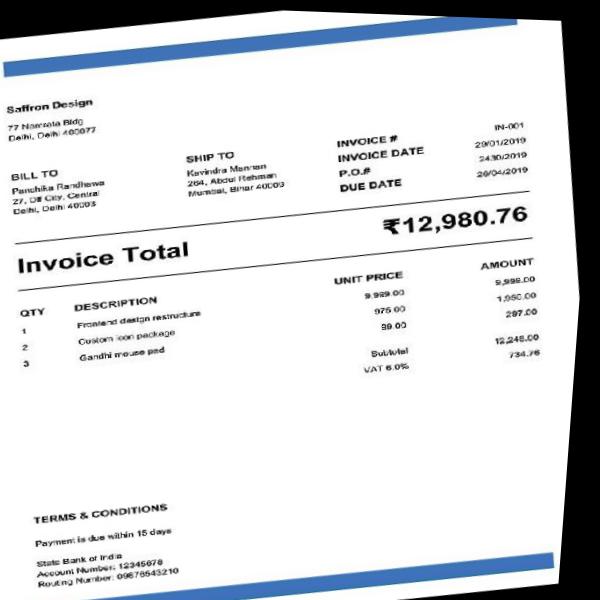 Saffron Design
77 Namrata Bldg
Delhi, Delhi 400077
BILL TO
Panchika Randhawa
27, Dlf City, Central
Delhi, Delhi 40003
SHIP TO
Kavindra Mannan
264, Abdul Rehman
Mumbai, Bihar 40009
INVOICE # IN-001
INVOICE DATE 29/01/2019
P.O.# 2430/2019
DUE DATE 26/04/2019
Invoice Total ₹12,980.76
QTY DESCRIPTION UNIT PRICE AMOUNT
1 Frontend design restructure 9,999.00 9,999.00
2 Custom icon package 975.00 1,950.00
3 Gandhi mouse pad 99.00 297.00
Subtotal 12,246.00
VAT 6.0% 734.76
TERMS & CONDITIONS
Payment is due within 15 days
State Bank of India
Account Number: 12345678
Routing Number: 09876543210